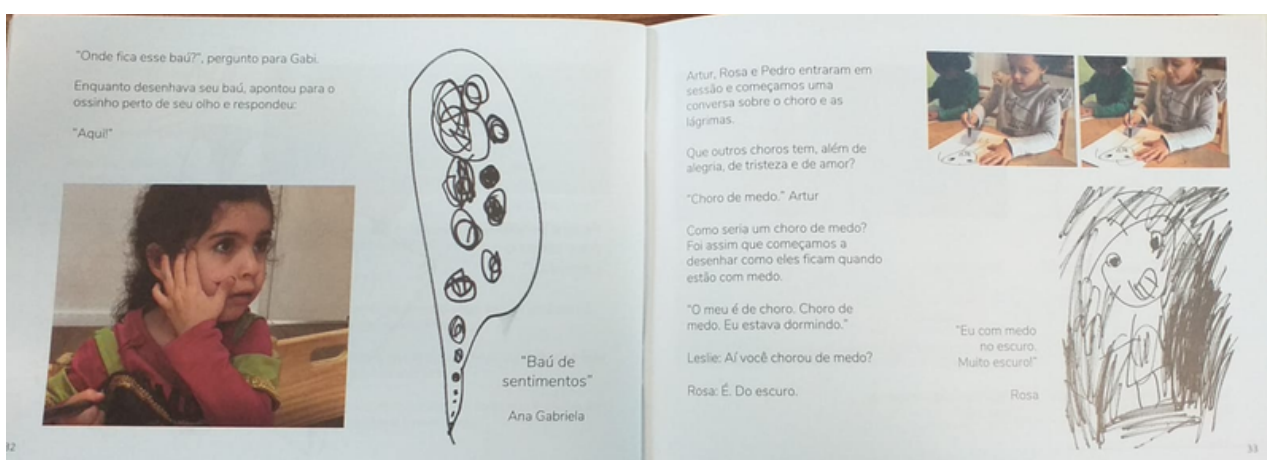 "Onde fica esse baú?", pergunto para Gabi.
Enquanto desenhava seu baú, apontou para o
ossinho perto de seu olho e respondeu:
"Aqui!"
"Baú de
sentimentos"
Ana Gabriela
32
Artur, Rosa e Pedro entraram em
sessão e começamos uma
conversa sobre o choro e as
lágrimas.
Que outros choros tem, além de
alegria, de tristeza e de amor?
"Choro de medo." Artur
Como seria um choro de medo?
Foi assim que começamos a
desenhar como eles ficam quando
estão com medo.
"O meu é de choro. Choro de
medo. Eu estava dormindo."
Leslie: Aí você chorou de medo?
Rosa: É. Do escuro.
"Eu com medo
no escuro.
Muito escuro!"
Rosa
33